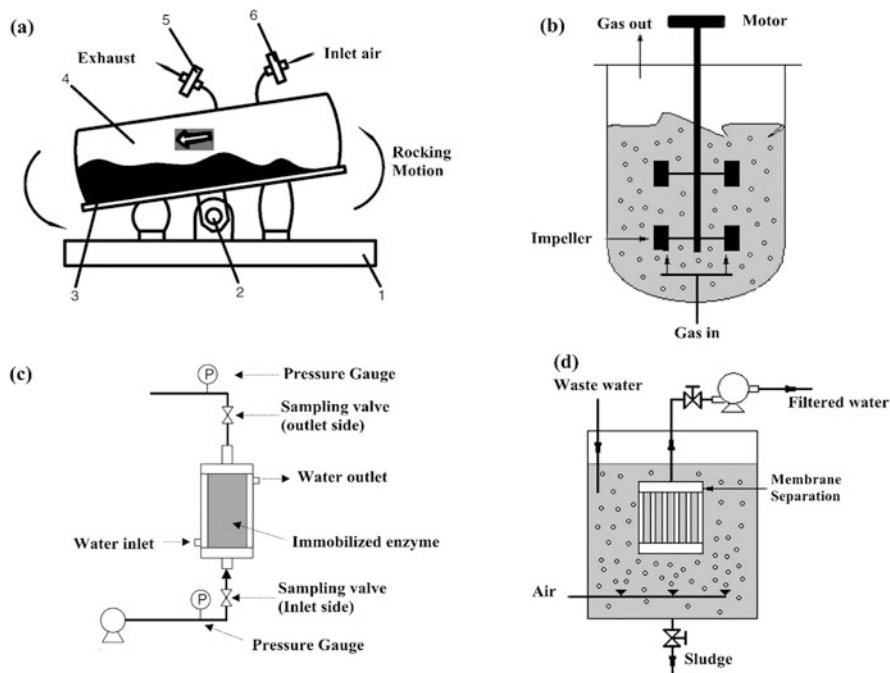 (a)
5
6
Exhaust
Inlet air
4
Rocking
Motion
3
2
1
(b)
Gas out
Motor
Impeller
Gas in
(c)
P
Pressure Gauge
Sampling valve
(outlet side)
Water outlet
Water inlet
Immobilized enzyme
Sampling valve
(Inlet side)
P
Pressure Gauge
(d)
Waste water
Filtered water
Membrane
Separation
Air
Sludge